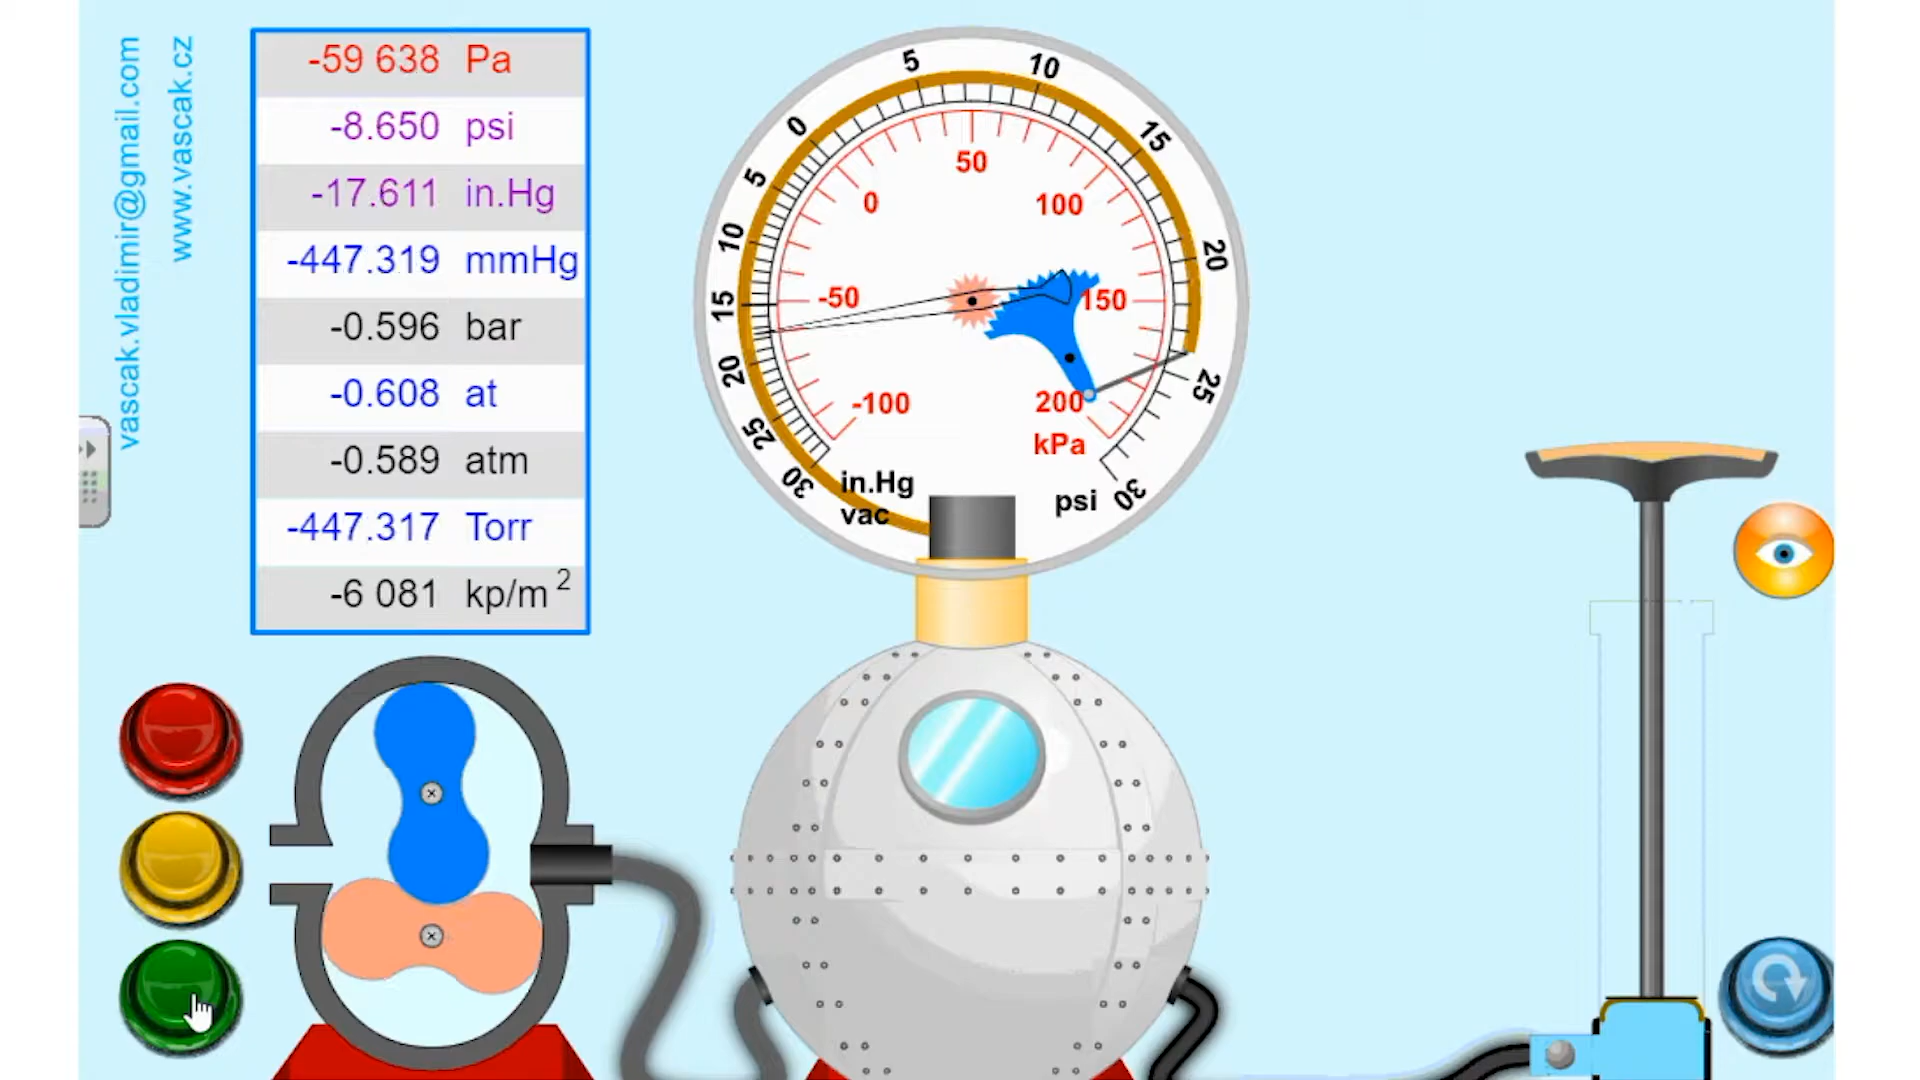 vascak.vladimir@gmail.com
www.vascak.cz
-59 638 Pa
-8.650 psi
-17.611 in.Hg
-447.319 mmHg
-0.596 bar
-0.608 at
-0.589 atm
-447.317 Torr
-6 081 kp/m²
30
25
20
15
10
5
0
5
10
15
20
25
30
-100
-50
0
50
100
150
200
kPa
in.Hg
vac
psi